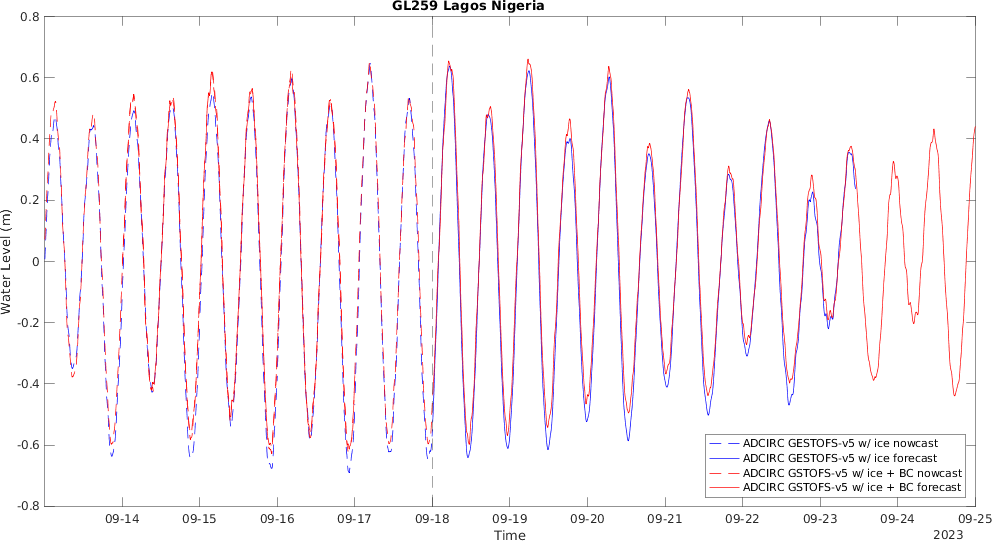 GL259 Lagos Nigeria
0.8
0.6
0.4
0.2
0
-0.2
-0.4
-0.6
-0.8
Water Level (m)
ADCIRC GESTOFS-v5 w/ ice nowcast
ADCIRC GESTOFS-v5 w/ ice forecast
ADCIRC GSTOFS-v5 w/ ice + BC nowcast
ADCIRC GSTOFS-v5 w/ ice + BC forecast
09-14 09-15 09-16 09-17 09-18 09-19 09-20 09-21 09-22 09-23 09-24 09-25
Time
2023